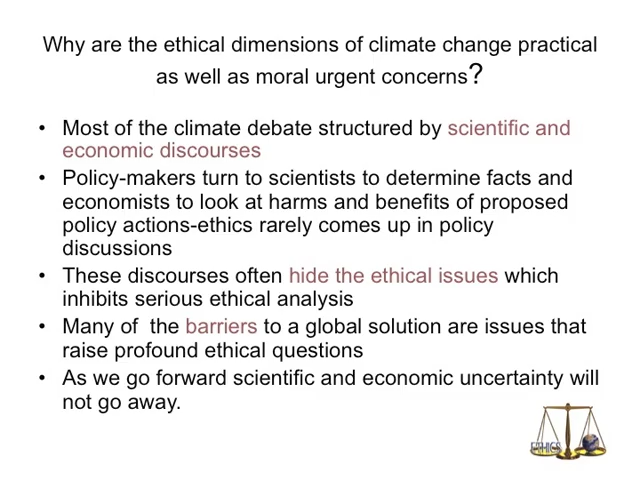 Why are the ethical dimensions of climate change practical
as well as moral urgent concerns?
• Most of the climate debate structured by scientific and
economic discourses
• Policy-makers turn to scientists to determine facts and
economists to look at harms and benefits of proposed
policy actions-ethics rarely comes up in policy
discussions
• These discourses often hide the ethical issues which
inhibits serious ethical analysis
• Many of  the barriers to a global solution are issues that
raise profound ethical questions
• As we go forward scientific and economic uncertainty will
not go away.
ETHICS